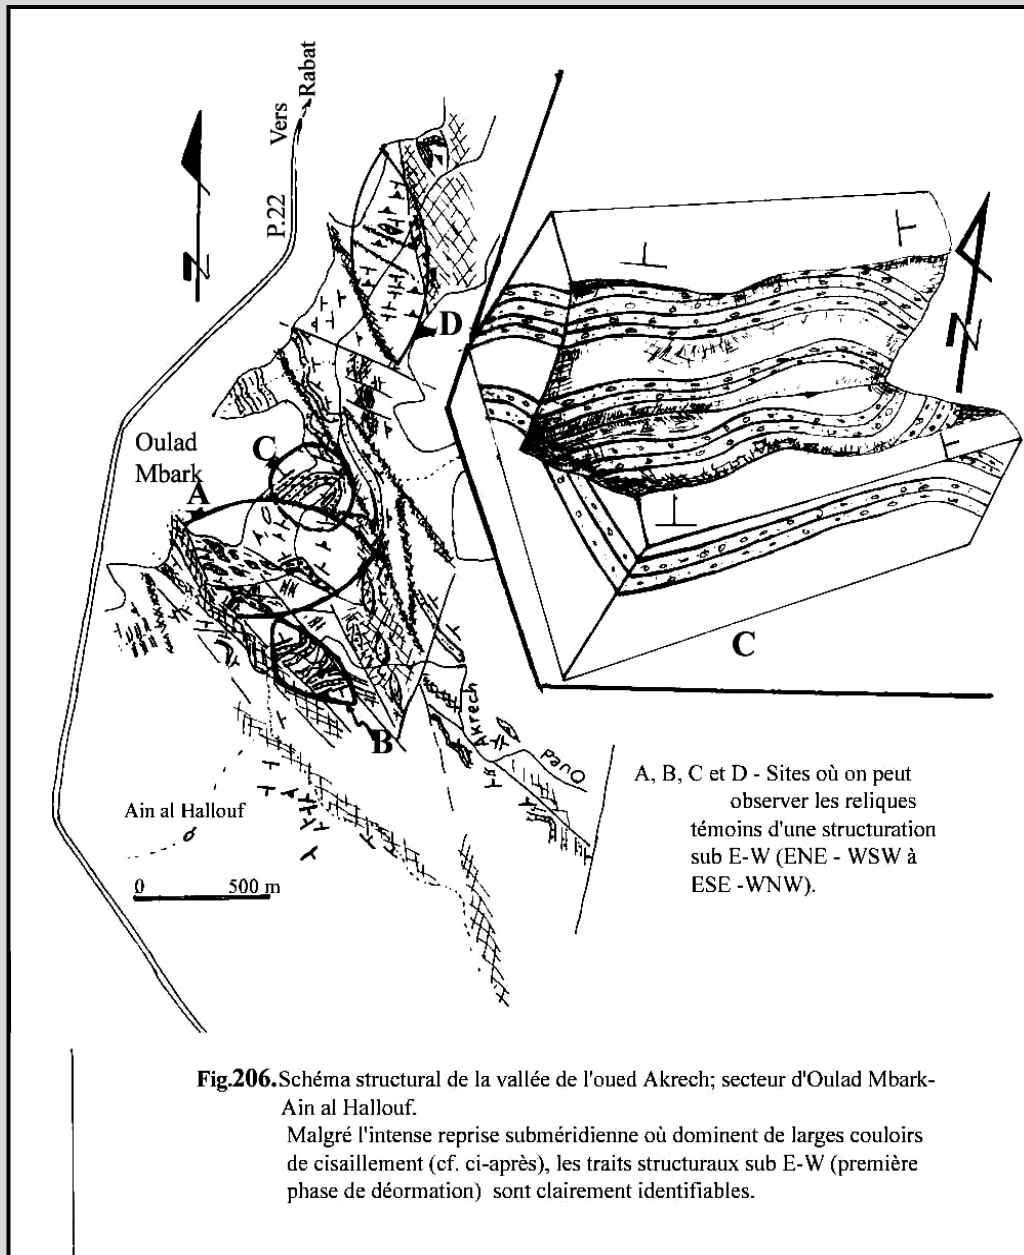 Vers Rabat
P.22
N
N
D
Oulad
Mbark
C
A
C
B
Akrech
Ain al Hallouf
0 500 m
A, B, C et D - Sites où on peut
observer les reliques
témoins d'une structuration
sub E-W (ENE - WSW à
ESE -WNW).
Fig.206. Schéma structural de la vallée de l'oued Akrech; secteur d'Oulad Mbark-
Ain al Hallouf.
Malgré l'intense reprise subméridienne où dominent de larges couloirs
de cisaillement (cf. ci-après), les traits structuraux sub E-W (première
phase de déormation) sont clairement identifiables.